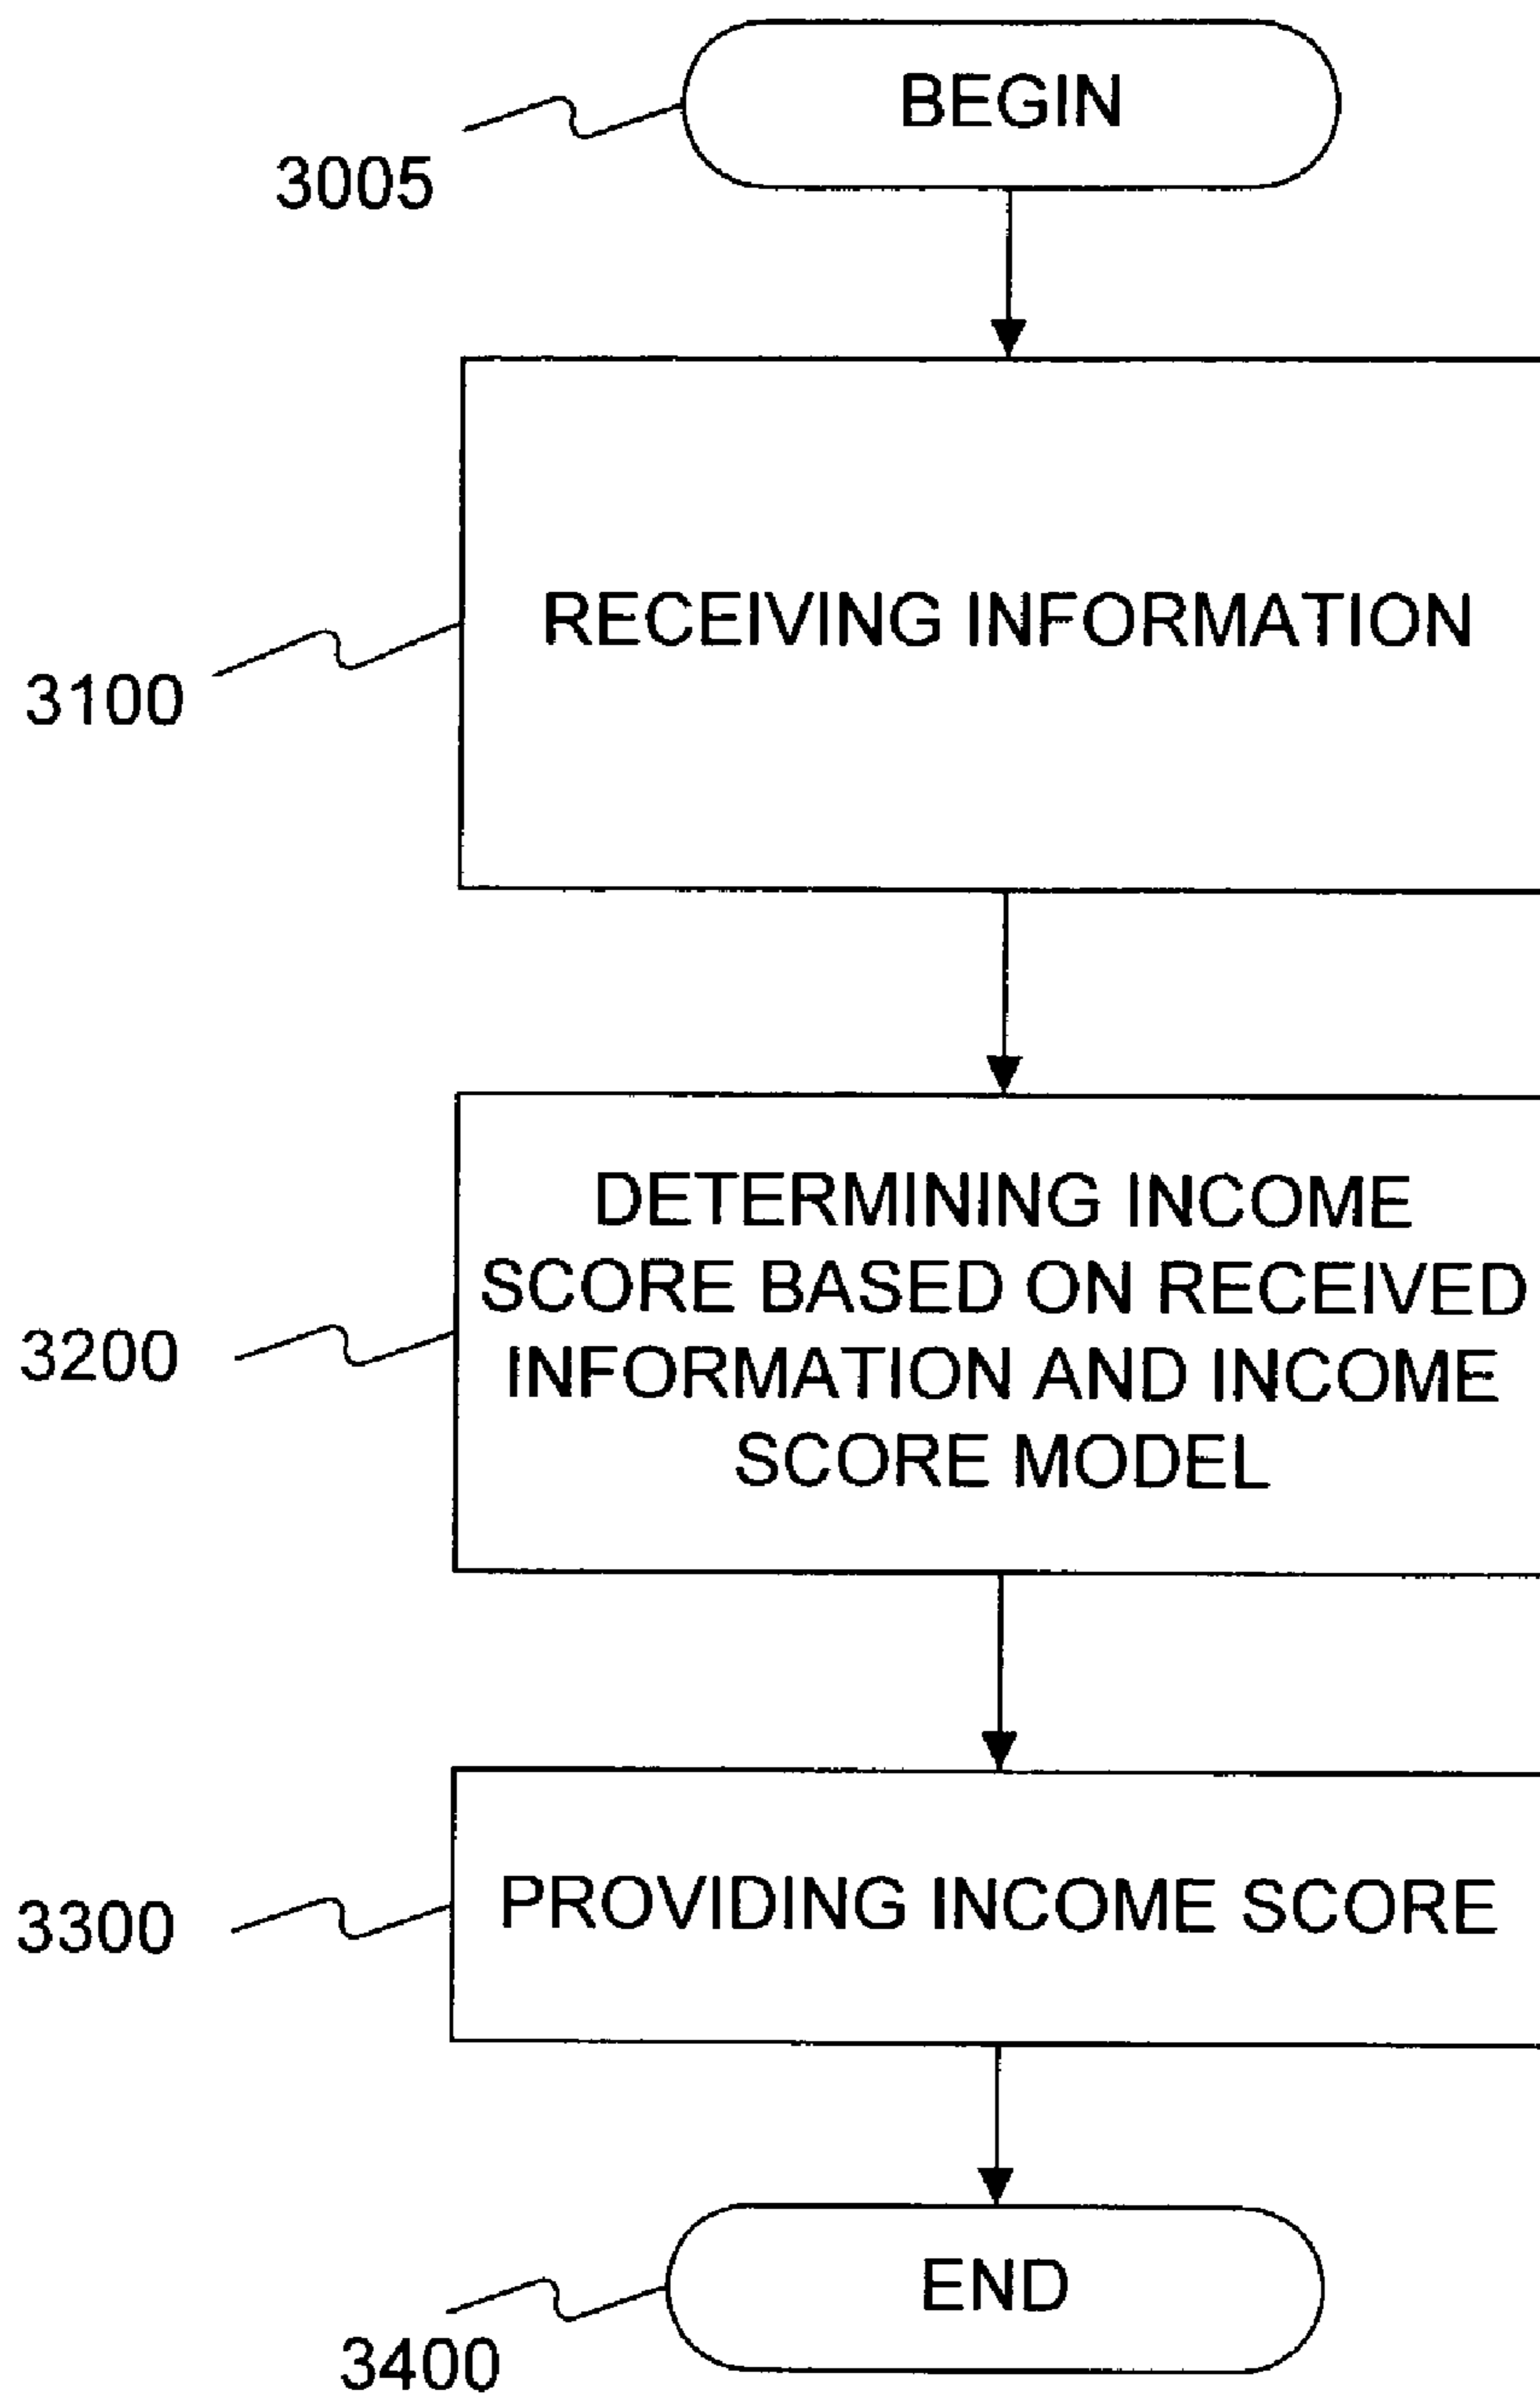 BEGIN
3005
RECEIVING INFORMATION
3100
DETERMINING INCOME
SCORE BASED ON RECEIVED
INFORMATION AND INCOME
SCORE MODEL
3200
PROVIDING INCOME SCORE
3300
END
3400